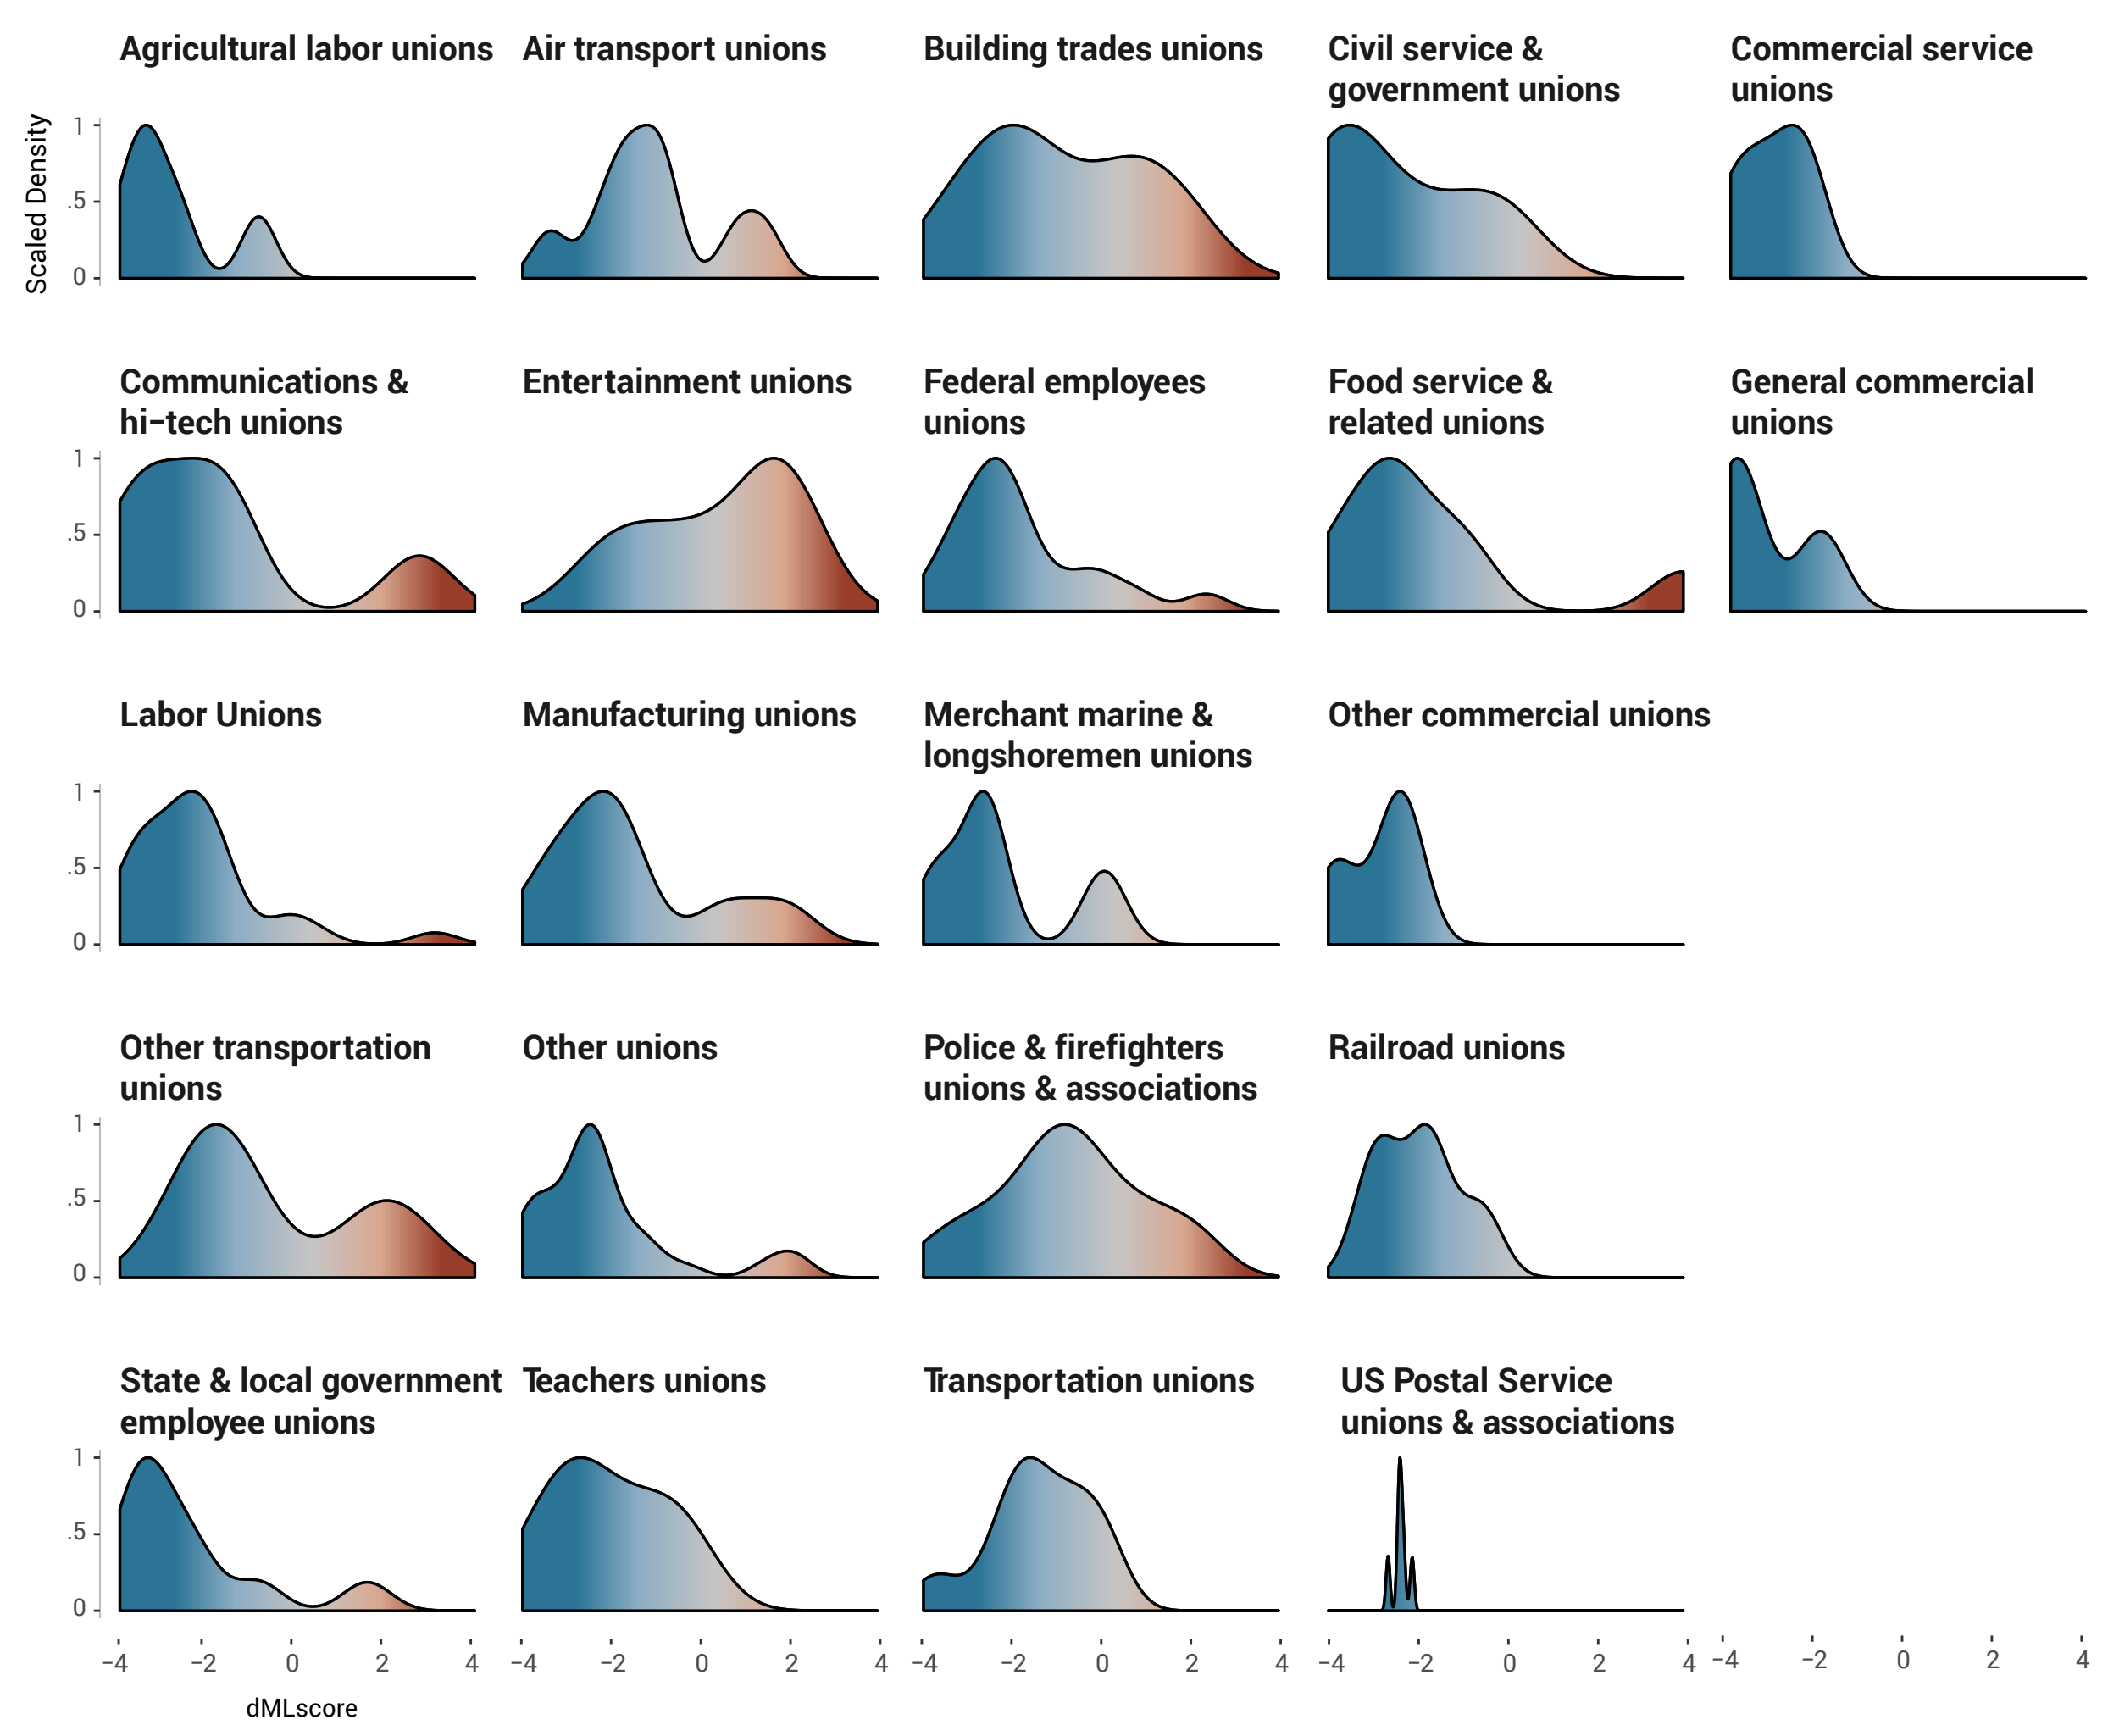 Agricultural labor unions
Air transport unions
Building trades unions
Civil service &
government unions
Commercial service
unions
Scaled Density
1
.5
0
Communications &
hi−tech unions
Entertainment unions
Federal employees
unions
Food service &
related unions
General commercial
unions
1
.5
0
Labor Unions
Manufacturing unions
Merchant marine &
longshoremen unions
Other commercial unions
1
.5
0
Other transportation
unions
Other unions
Police & firefighters
unions & associations
Railroad unions
1
.5
0
State & local government
employee unions
Teachers unions
Transportation unions
US Postal Service
unions & associations
1
.5
0
−4 −2 0 2 4
−4 −2 0 2 4
−4 −2 0 2 4
−4 −2 0 2 4
−4 −2 0 2 4
dMLscore